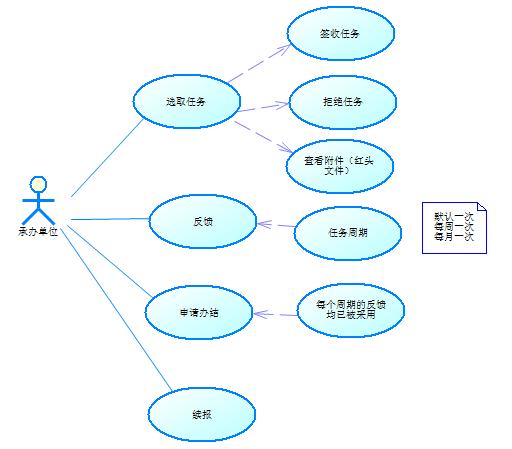 签收任务
选取任务
拒绝任务
查看附件（红头
文件）
承办单位
反馈
任务周期
默认一次
每周一次
每月一次
申请办结
每个周期的反馈
均已被采用
续报